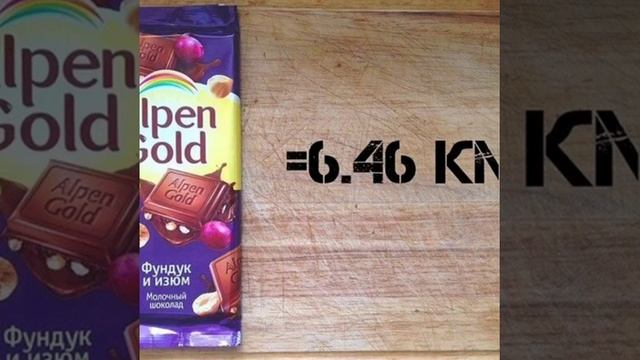 Alpen
Gold
Alpen
Gold
Фундук
и изюм
Молочный
шоколад
=6.46 KM